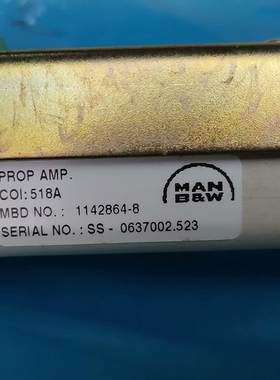 PROP AMP.
COI: 518A
MBD NO. : 1142864-8
SERIAL NO. : SS - 0637002.523
MAN
B&W